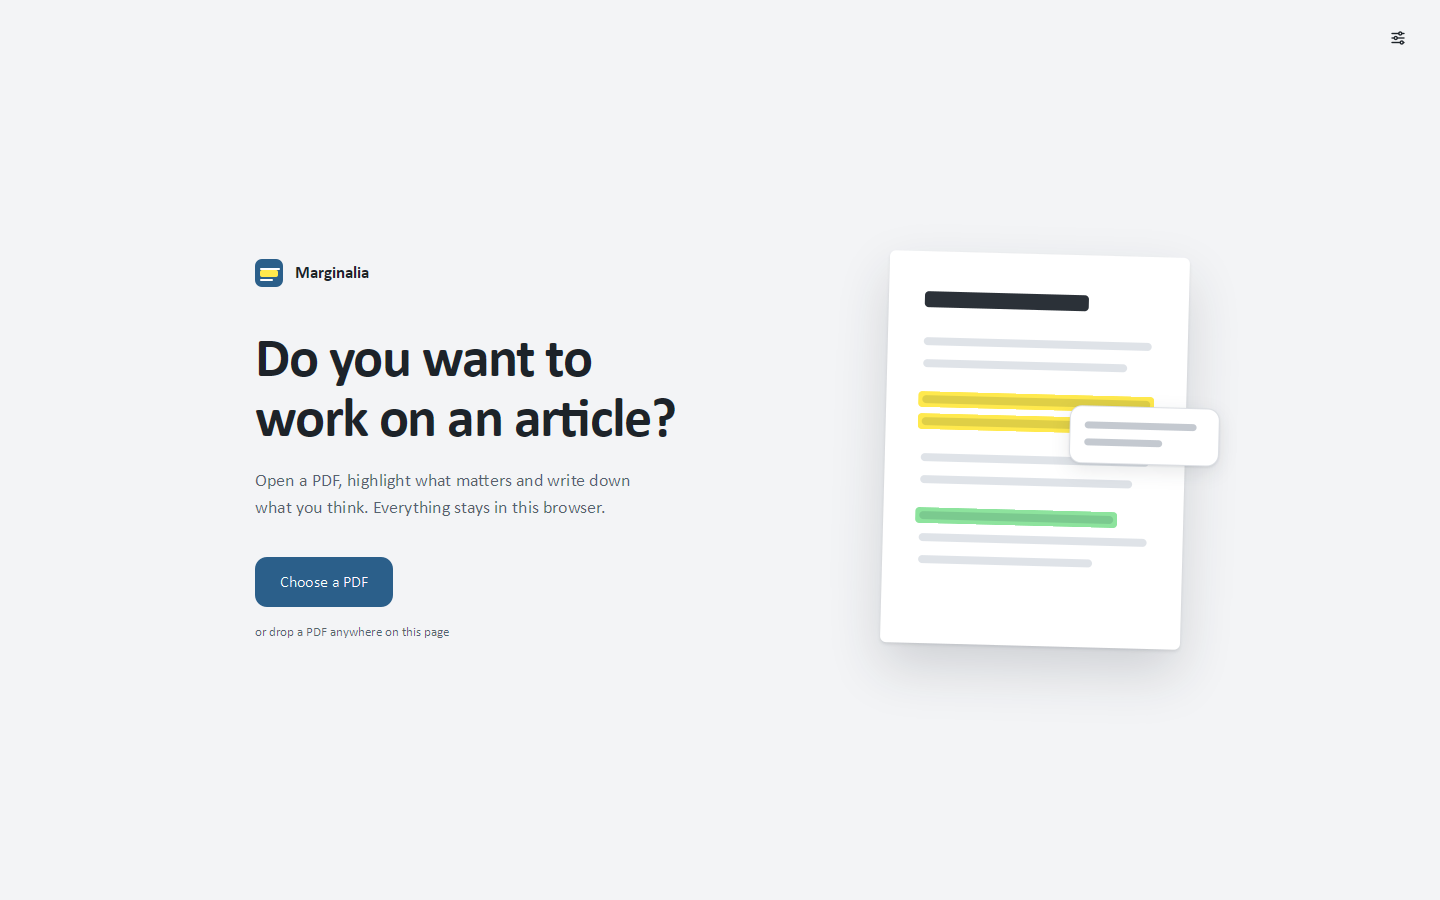 Marginalia
Do you want to
work on an article?
Open a PDF, highlight what matters and write down
what you think. Everything stays in this browser.
Choose a PDF
or drop a PDF anywhere on this page